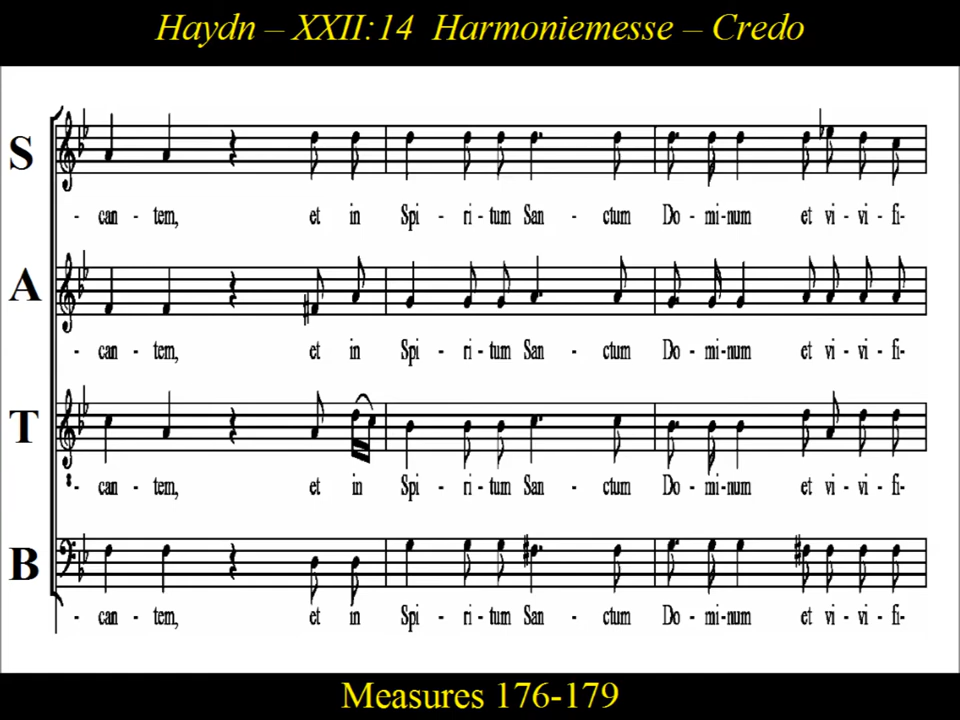 Haydn – XXII:14 Harmoniemesse – Credo
S
- can - tem, et in Spi - ri - tum San - ctum Do - mi-num et vi - vi - fi-
A
- can - tem, et in Spi - ri - tum San - ctum Do - mi-num et vi - vi - fi-
T
- can - tem, et in Spi - ri - tum San - ctum Do - mi-num et vi - vi - fi-
B
- can - tem, et in Spi - ri - tum San - ctum Do - mi-num et vi - vi - fi-
Measures 176-179